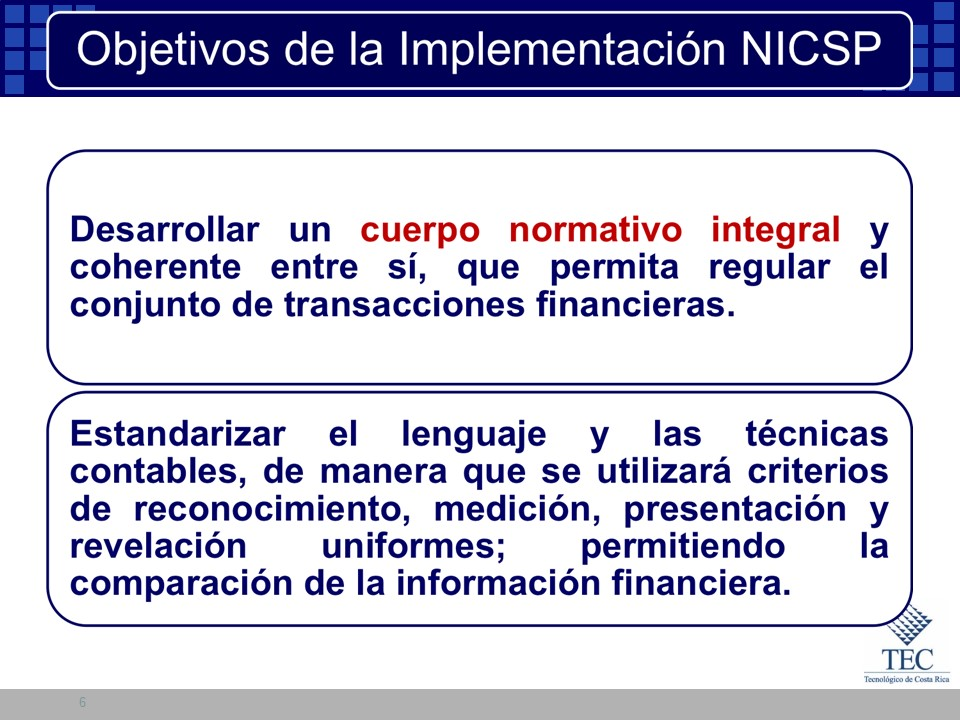 Objetivos de la Implementación NICSP
Desarrollar un cuerpo normativo integral y
coherente entre sí, que permita regular el
conjunto de transacciones financieras.
Estandarizar el lenguaje y las técnicas
contables, de manera que se utilizará criterios
de reconocimiento, medición, presentación y
revelación uniformes; permitiendo la
comparación de la información financiera.
TEC
Tecnológico de Costa Rica
6